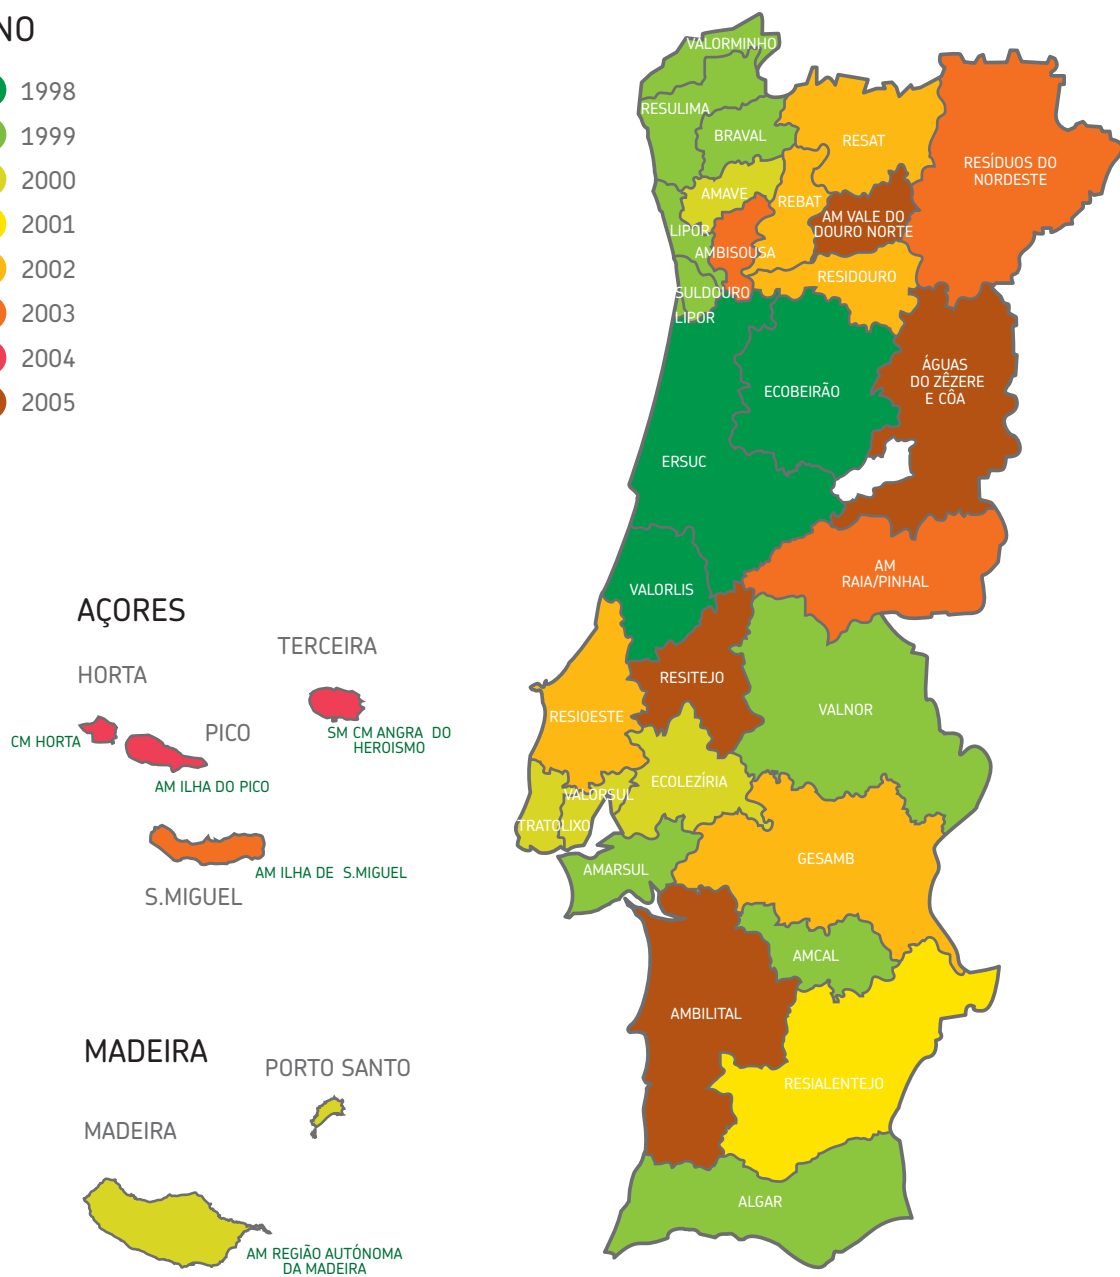 NO
1998
1999
2000
2001
2002
2003
2004
2005
VALORMINHO
RESULIMA
BRAVAL
RESAT
RESÍDUOS DO
NORDESTE
AMAVE
REBAT
AM VALE DO
DOURO NORTE
LIPOR
AMBISOUSA
RESIDOURO
SULDOURO
LIPOR
ECOBEIRÃO
ÁGUAS
DO ZÊZERE
E CÔA
ERSUC
VALORLIS
AM
RAIA/PINHAL
RESITEJO
VALNOR
RESIOESTE
ECOLEZÍRIA
VALORSUL
TRATOLIXO
AMARSUL
GESAMB
AMCAL
AMBILITAL
RESIALENTEJO
ALGAR
AÇORES
TERCEIRA
HORTA
PICO
CM HORTA
SM CM ANGRA DO
HEROISMO
AM ILHA DO PICO
AM ILHA DE S.MIGUEL
S.MIGUEL
MADEIRA
PORTO SANTO
MADEIRA
AM REGIÃO AUTÓNOMA
DA MADEIRA